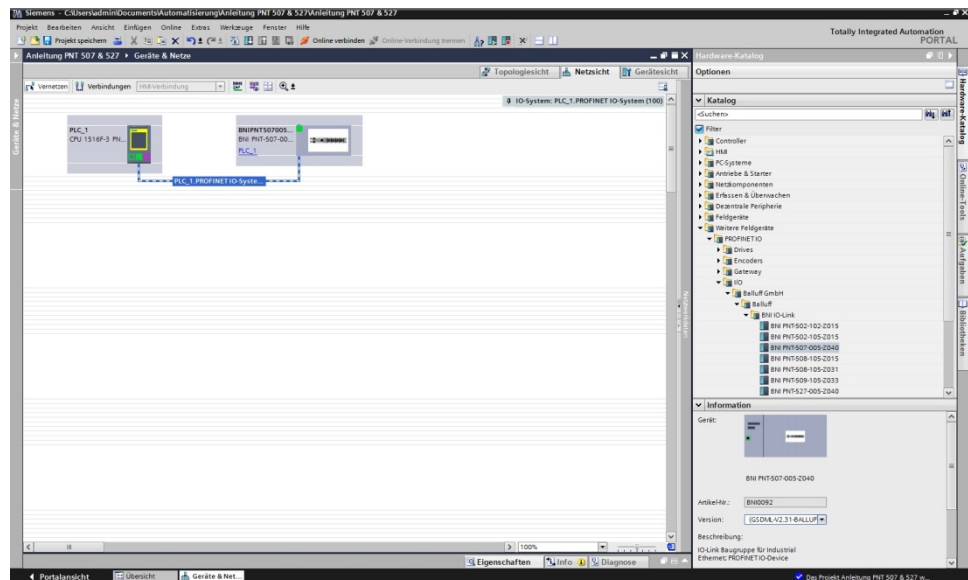 Siemens - C:\Users\admin\Documents\Automatisierung\Anleitung PNT 507 & 527\Anleitung PNT 507 & 527
Projekt Bearbeiten Ansicht Einfügen Online Extras Werkzeuge Fenster Hilfe
Totally Integrated Automation
PORTAL
Projekt speichern Online verbinden Online-Verbindung trennen
Anleitung PNT 507 & 527 Geräte & Netze
Hardware-Katalog
Topologiesicht Netzsicht Gerätesicht
Optionen
Vernetzen Verbindungen HMI-Verbindung
IO-System: PLC_1.PROFINET IO-System (100)
Katalog
<Suchen>
Filter
PLC_1
CPU 1516F-3 PN...
BNIPNT507005...
BNI PNT-507-00...
PLC_1
PLC_1.PROFINET IO-Syste...
Controller
HMI
PC-Systeme
Antriebe & Starter
Netzkomponenten
Erfassen & Überwachen
Dezentrale Peripherie
Feldgeräte
Weitere Feldgeräte
PROFINET IO
Drives
Encoders
Gateway
I/O
Balluff GmbH
Balluff
BNI IO-Link
BNI PNT-502-102-Z015
BNI PNT-502-105-Z015
BNI PNT-507-005-Z040
BNI PNT-508-105-Z015
BNI PNT-508-105-Z031
BNI PNT-509-105-Z033
BNI PNT-527-005-Z040
Information
Gerät:
BNI PNT-507-005-Z040
Artikel-Nr.: BNI0092
Version: (GSDML-V2.31-BALLUF
Beschreibung:
IO-Link Baugruppe für Industrial
Ethernet; PROFINET IO-Device
100%
Eigenschaften Info Diagnose
Portalansicht Übersicht Geräte & Net...
Das Projekt Anleitung PNT 507 & 527 w...
Geräte & Netze
Hardware-Katalog
Online-Tools
Aufgaben
Bibliotheken